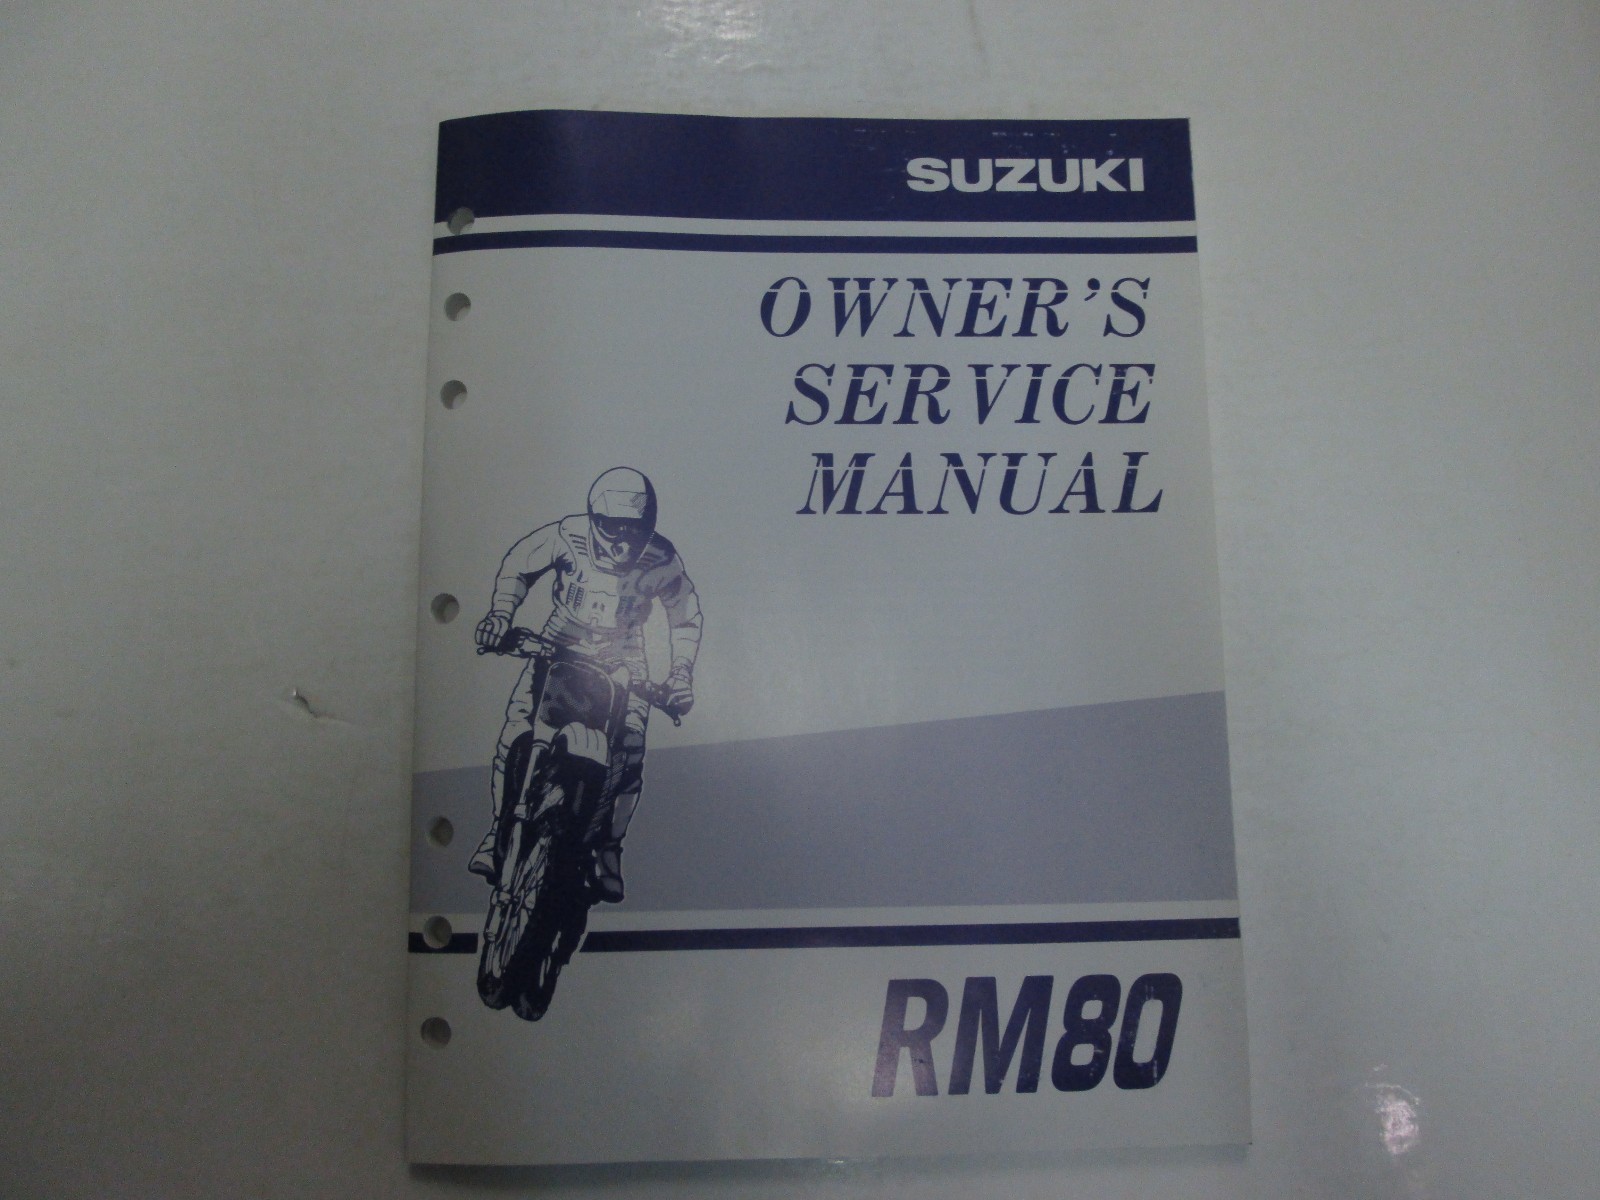 SUZUKI
OWNER'S
SERVICE
MANUAL
RM80